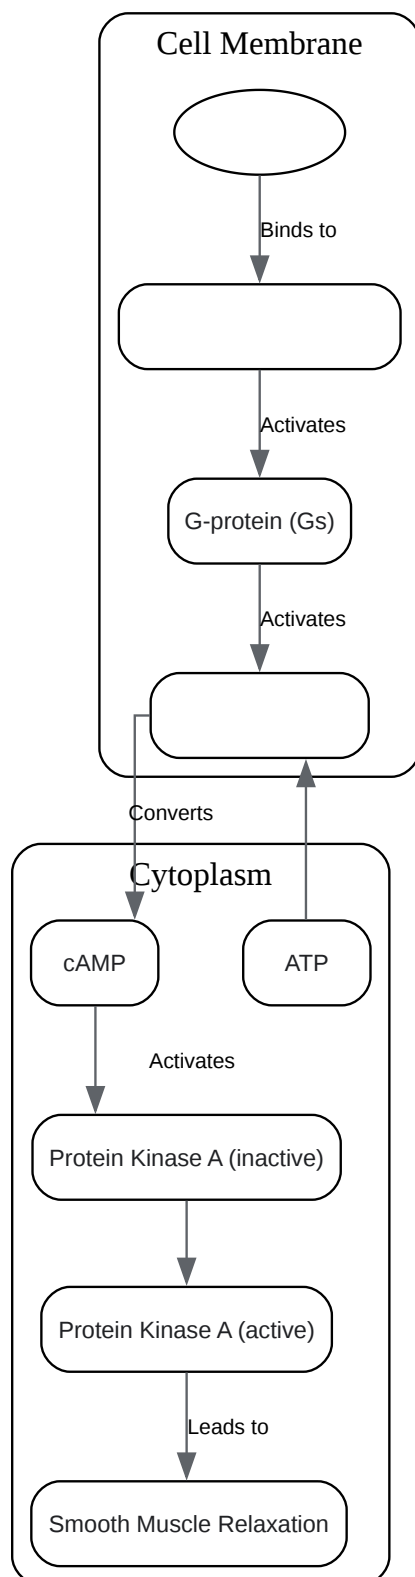 Cell Membrane
Binds to
Activates
G-protein (Gs)
Activates
Converts
Cytoplasm
cAMP
ATP
Activates
Protein Kinase A (inactive)
Protein Kinase A (active)
Leads to
Smooth Muscle Relaxation